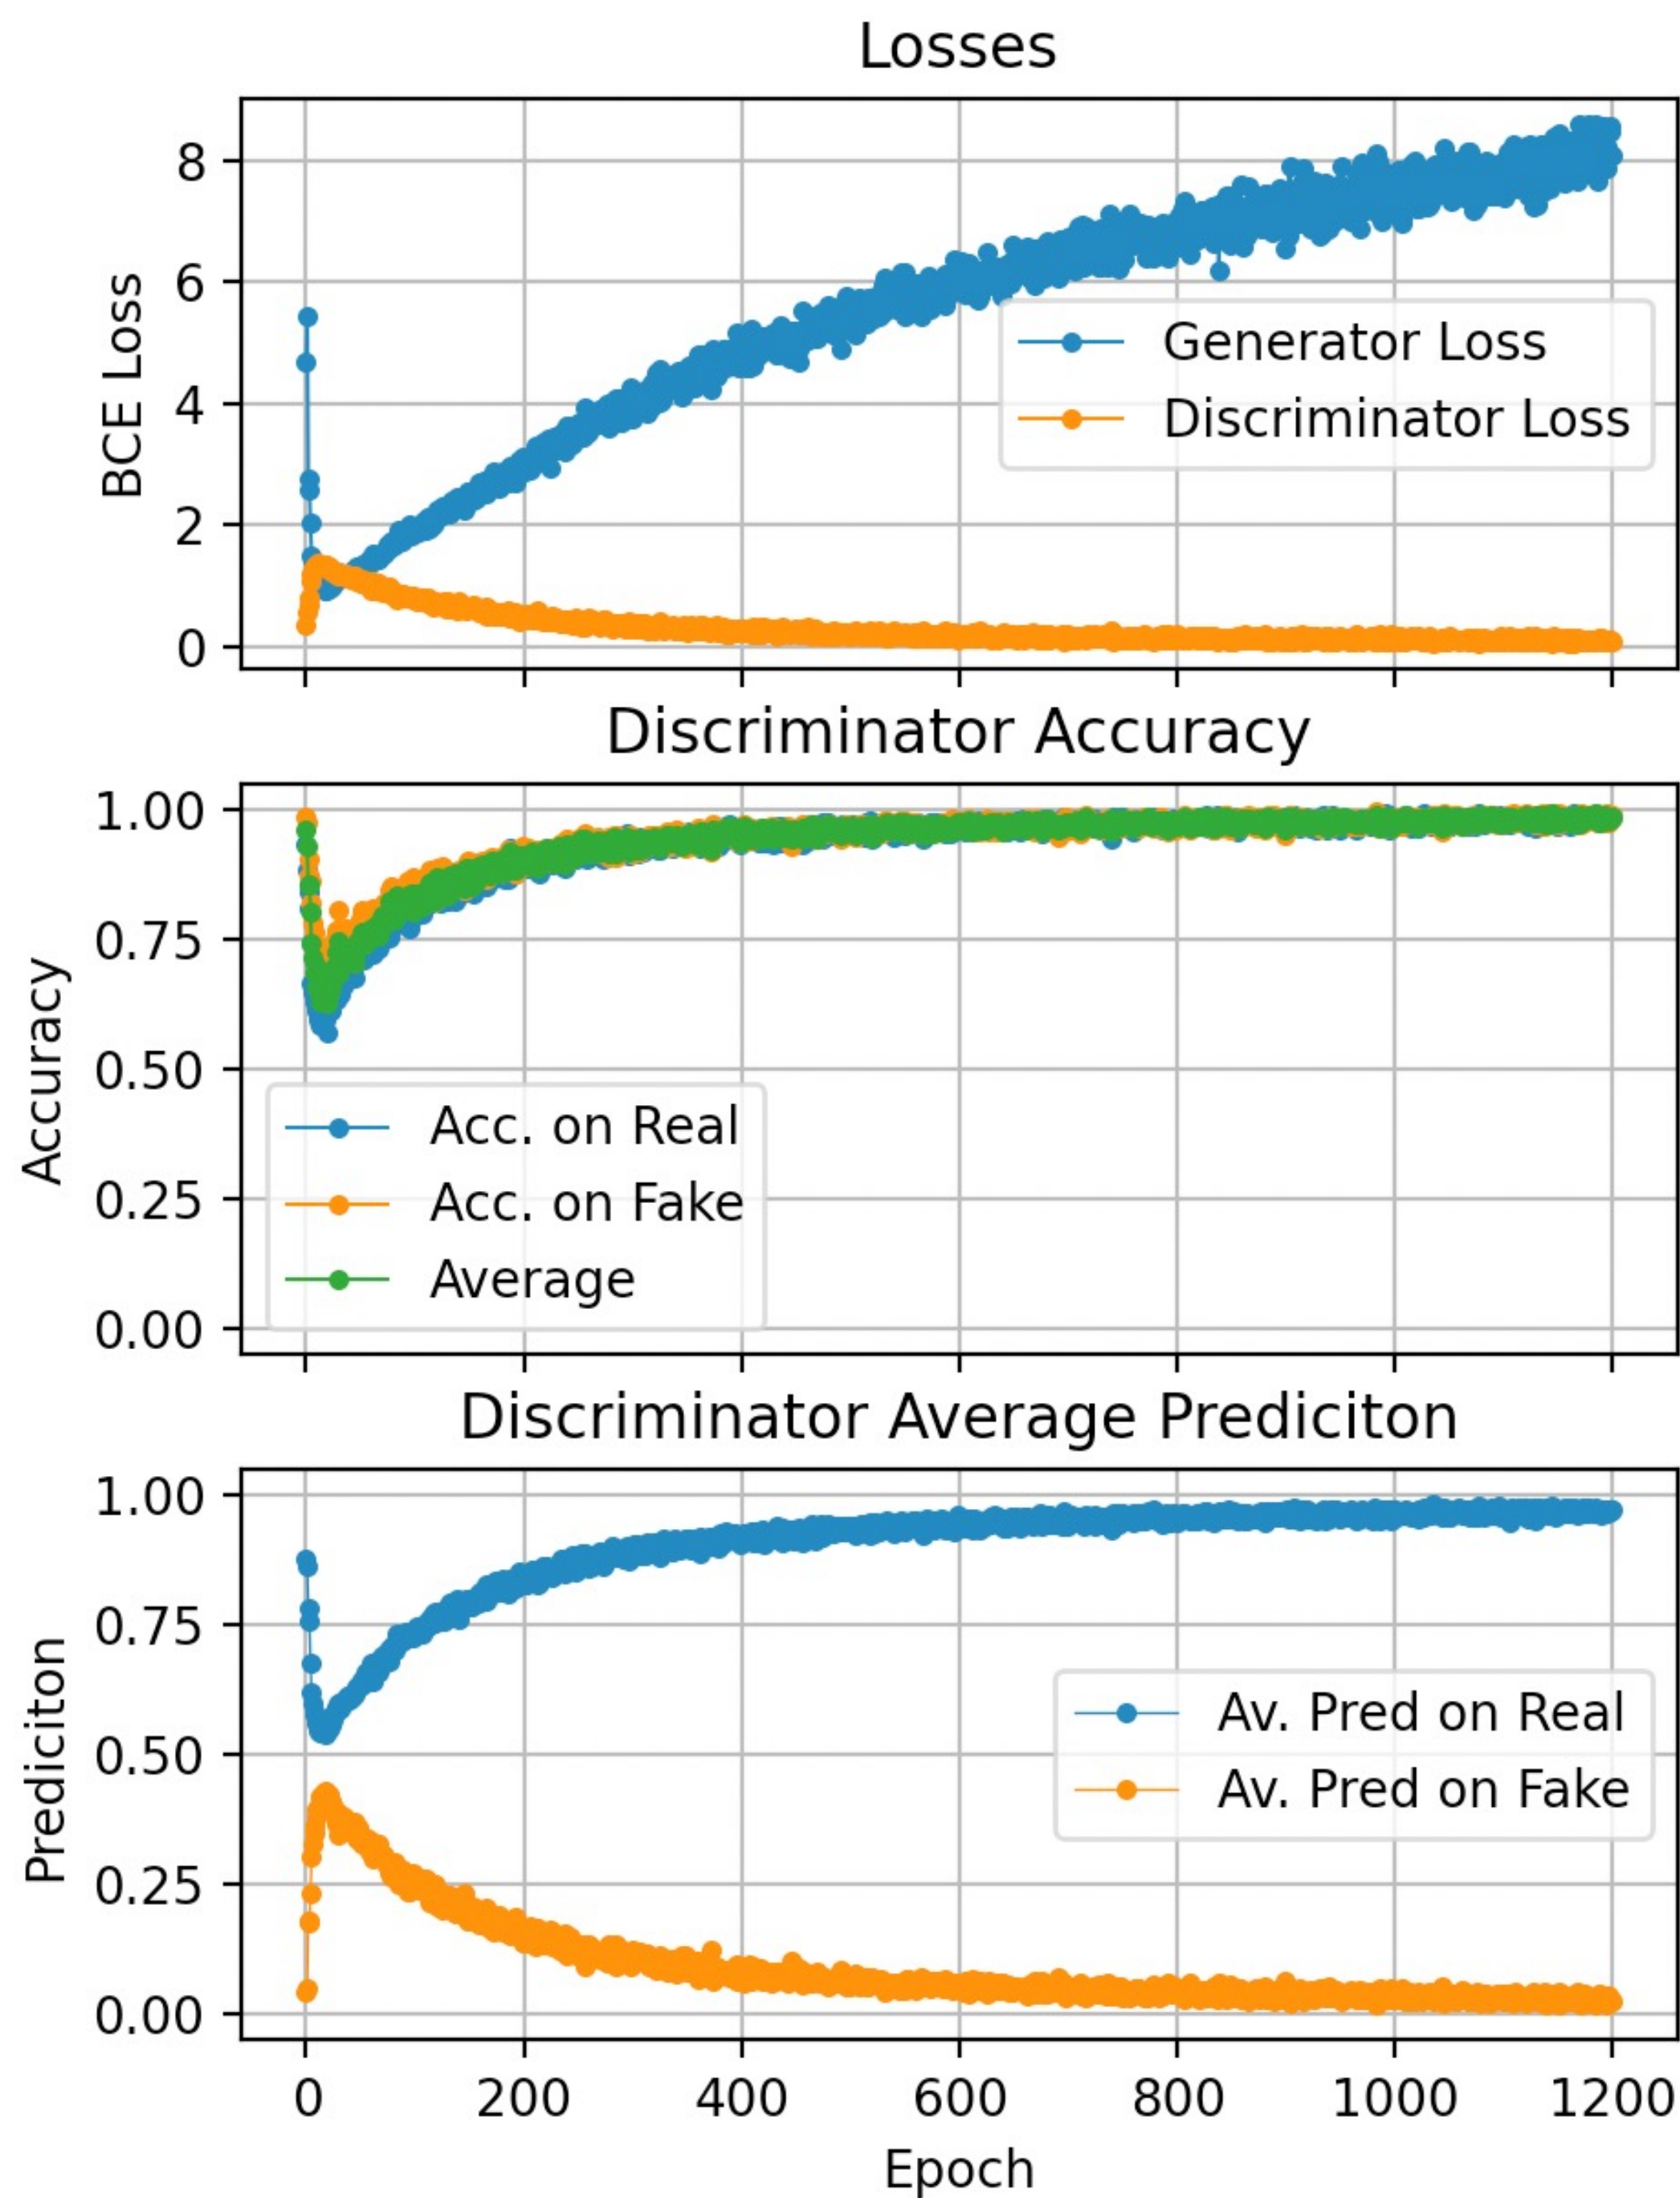 Losses
8
6
4
2
0
BCE Loss
Generator Loss
Discriminator Loss
Discriminator Accuracy
1.00
0.75
0.50
0.25
0.00
Accuracy
Acc. on Real
Acc. on Fake
Average
Discriminator Average Prediciton
1.00
0.75
0.50
0.25
0.00
Prediciton
Av. Pred on Real
Av. Pred on Fake
0 200 400 600 800 1000 1200
Epoch